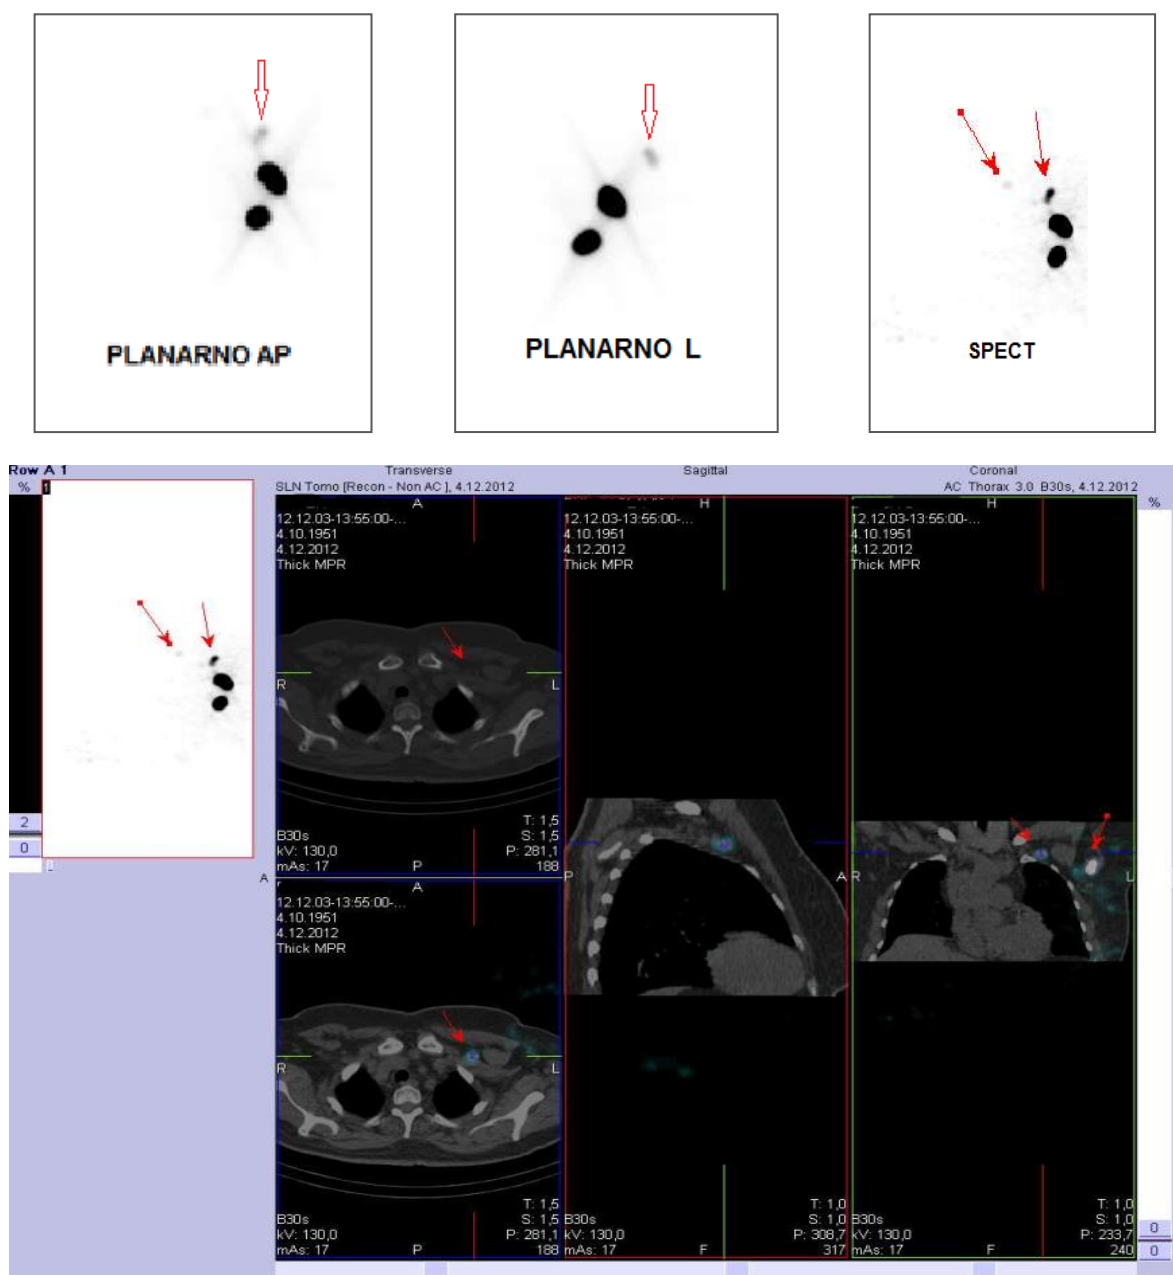 PLANARNO AP
PLANARNO L
SPECT
Row A 1
%
1
2
0
Transverse
Sagittal
Coronal
SLN Tomo [Recon - Non AC ], 4.12.2012
AC Thorax 3.0 B30s, 4.12.2012
%
A
12.12.03-13:55:00-...
4.10.1951
4.12.2012
Thick MPR
R
L
T: 1,5
B30s
S: 1,5
kV: 130,0
P: 281,1
mAs: 17
P
188
A
12.12.03-13:55:00-...
4.10.1951
4.12.2012
Thick MPR
R
L
T: 1,5
B30s
S: 1,5
kV: 130,0
P: 281,1
mAs: 17
P
188
H
12.12.03-13:55:00-...
4.10.1951
4.12.2012
Thick MPR
P
A
T: 1,0
B30s
S: 1,0
kV: 130,0
P: 308,7
mAs: 17
F
317
H
12.12.03-13:55:00-...
4.10.1951
4.12.2012
Thick MPR
R
L
T: 1,0
B30s
S: 1,0
kV: 130,0
P: 233,7
mAs: 17
F
240
A
0
0